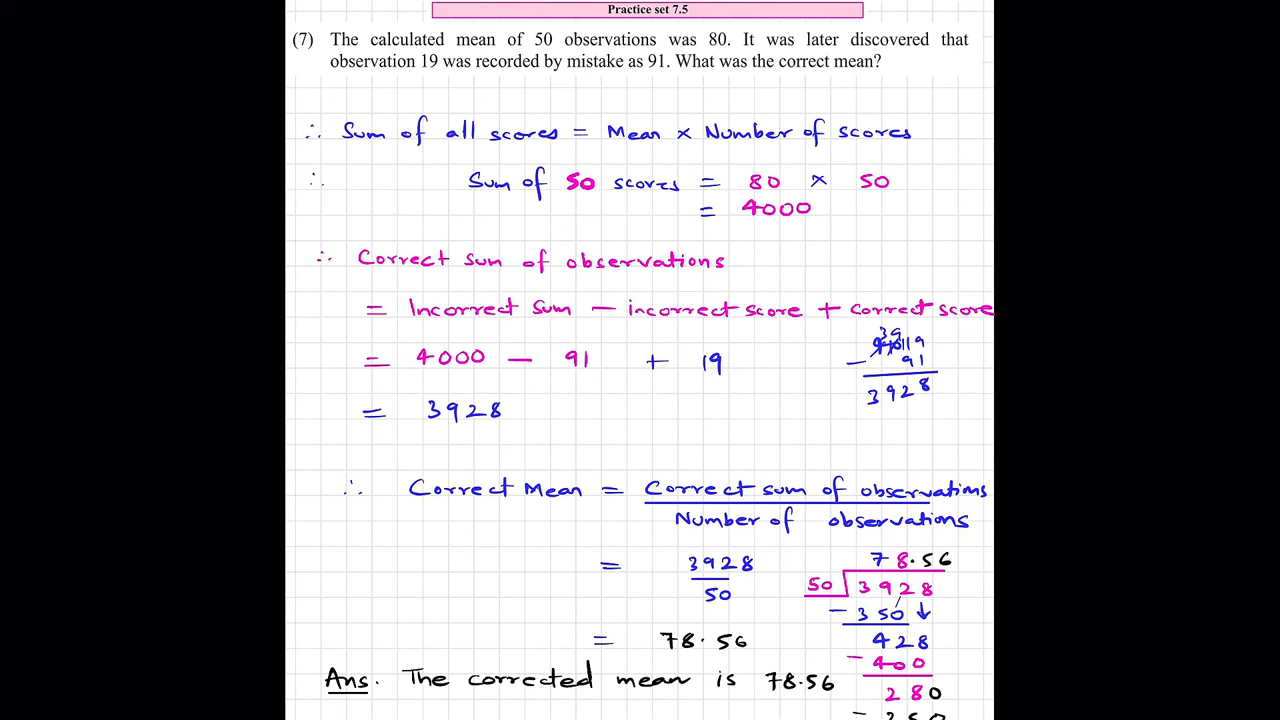 Practice set 7.5
(7) The calculated mean of 50 observations was 80. It was later discovered that
observation 19 was recorded by mistake as 91. What was the correct mean?
∴ Sum of all scores = Mean × Number of scores
∴ Sum of 50 scores = 80 × 50
= 4000
∴ Correct sum of observations
= Incorrect sum − incorrect score + correct score
= 4000 − 91 + 19
− 91
3928
= 3928
∴ Correct Mean = Correct sum of observations
Number of observations
= 3928
50
78.56
50 3928
− 350 ↓
428
= 78.56
− 400
Ans. The corrected mean is 78.56
280